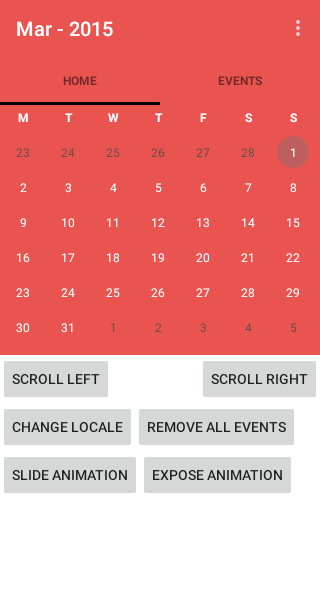 Mar - 2015
HOME EVENTS
M T W T F S S
23 24 25 26 27 28 1
2 3 4 5 6 7 8
9 10 11 12 13 14 15
16 17 18 19 20 21 22
23 24 25 26 27 28 29
30 31 1 2 3 4 5
SCROLL LEFT SCROLL RIGHT
CHANGE LOCALE REMOVE ALL EVENTS
SLIDE ANIMATION EXPOSE ANIMATION